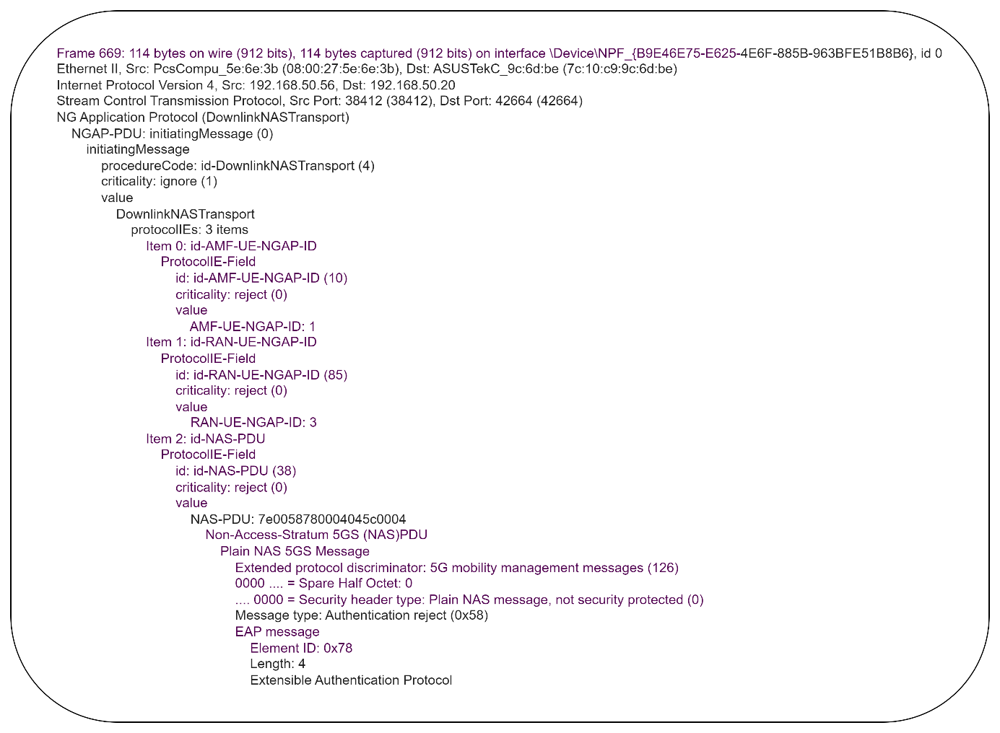 Frame 669: 114 bytes on wire (912 bits), 114 bytes captured (912 bits) on interface \Device\NPF_{B9E46E75-E625-4E6F-885B-963BFE51B8B6}, id 0
Ethernet II, Src: PcsCompu_5e:6e:3b (08:00:27:5e:6e:3b), Dst: ASUSTekC_9c:6d:be (7c:10:c9:9c:6d:be)
Internet Protocol Version 4, Src: 192.168.50.56, Dst: 192.168.50.20
Stream Control Transmission Protocol, Src Port: 38412 (38412), Dst Port: 42664 (42664)
NG Application Protocol (DownlinkNASTransport)
NGAP-PDU: initiatingMessage (0)
initiatingMessage
procedureCode: id-DownlinkNASTransport (4)
criticality: ignore (1)
value
DownlinkNASTransport
protocolIEs: 3 items
Item 0: id-AMF-UE-NGAP-ID
ProtocolIE-Field
id: id-AMF-UE-NGAP-ID (10)
criticality: reject (0)
value
AMF-UE-NGAP-ID: 1
Item 1: id-RAN-UE-NGAP-ID
ProtocolIE-Field
id: id-RAN-UE-NGAP-ID (85)
criticality: reject (0)
value
RAN-UE-NGAP-ID: 3
Item 2: id-NAS-PDU
ProtocolIE-Field
id: id-NAS-PDU (38)
criticality: reject (0)
value
NAS-PDU: 7e0058780004045c0004
Non-Access-Stratum 5GS (NAS)PDU
Plain NAS 5GS Message
Extended protocol discriminator: 5G mobility management messages (126)
0000 .... = Spare Half Octet: 0
.... 0000 = Security header type: Plain NAS message, not security protected (0)
Message type: Authentication reject (0x58)
EAP message
Element ID: 0x78
Length: 4
Extensible Authentication Protocol